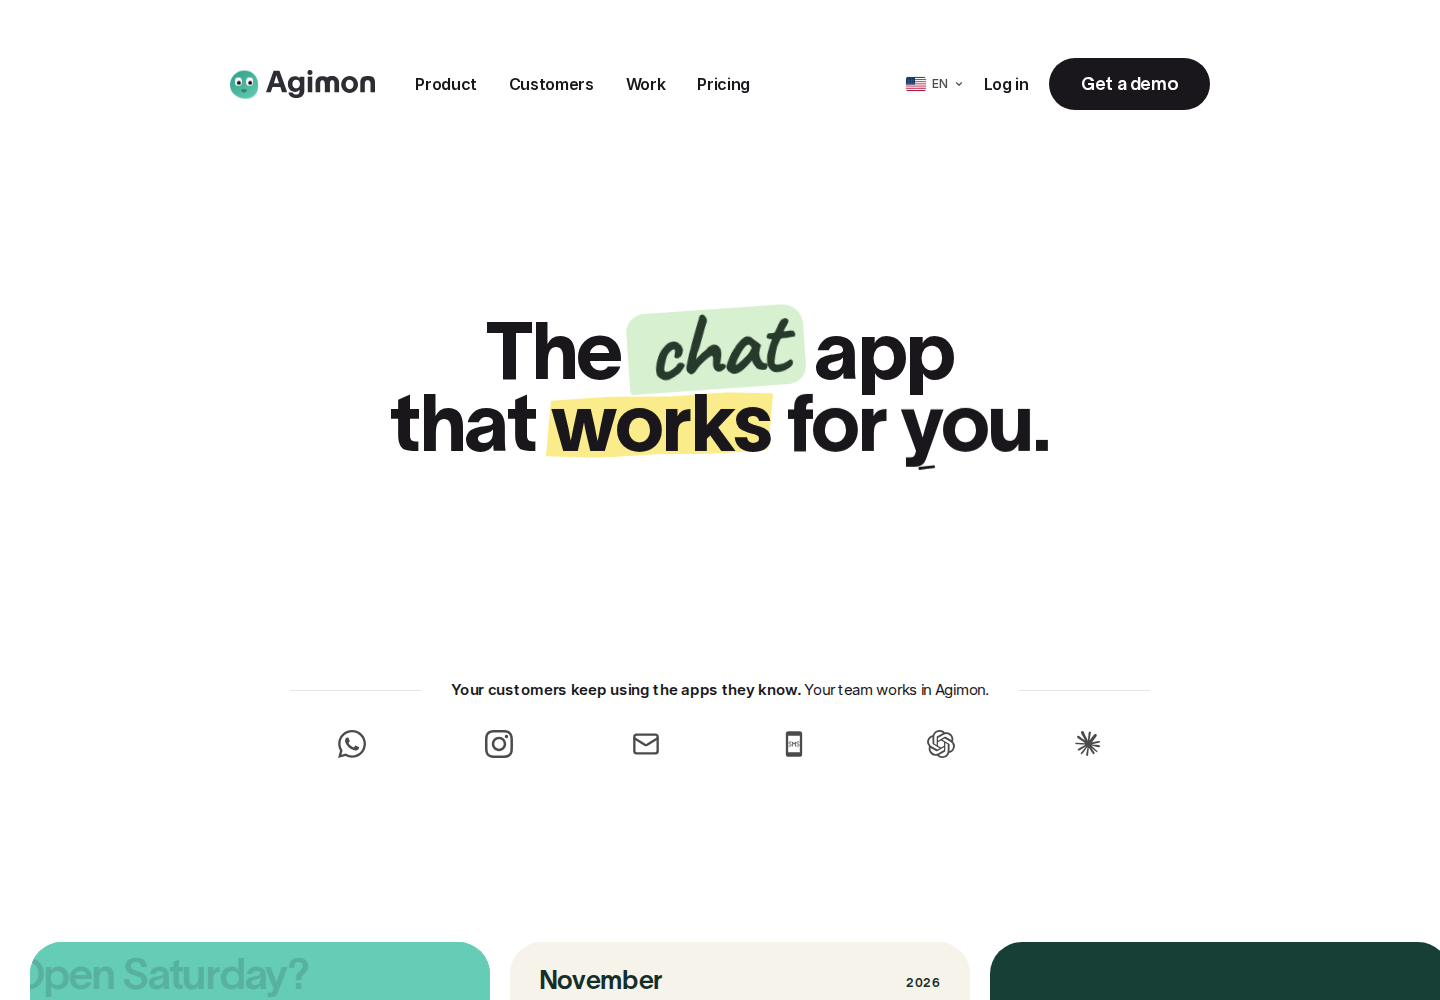 Agimon
Product
Customers
Work
Pricing
EN
Log in
Get a demo
The chat app
that works for you.
Your customers keep using the apps they know. Your team works in Agimon.
SMS
Open Saturday?
November
2026